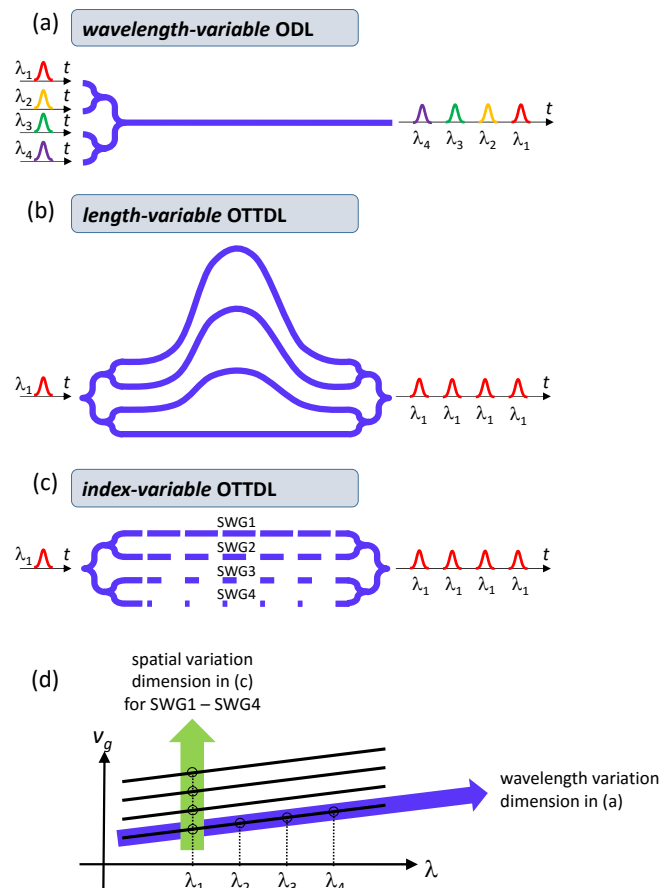 (a)
wavelength-variable ODL
λ1 t
λ2 t
λ3 t
λ4 t
t
λ4 λ3 λ2 λ1
(b)
length-variable OTTDL
λ1 t
t
λ1 λ1 λ1 λ1
(c)
index-variable OTTDL
SWG1
SWG2
SWG3
SWG4
λ1 t
t
λ1 λ1 λ1 λ1
(d)
spatial variation
dimension in (c)
for SWG1 – SWG4
vg
wavelength variation
dimension in (a)
λ
λ1 λ2 λ3 λ4